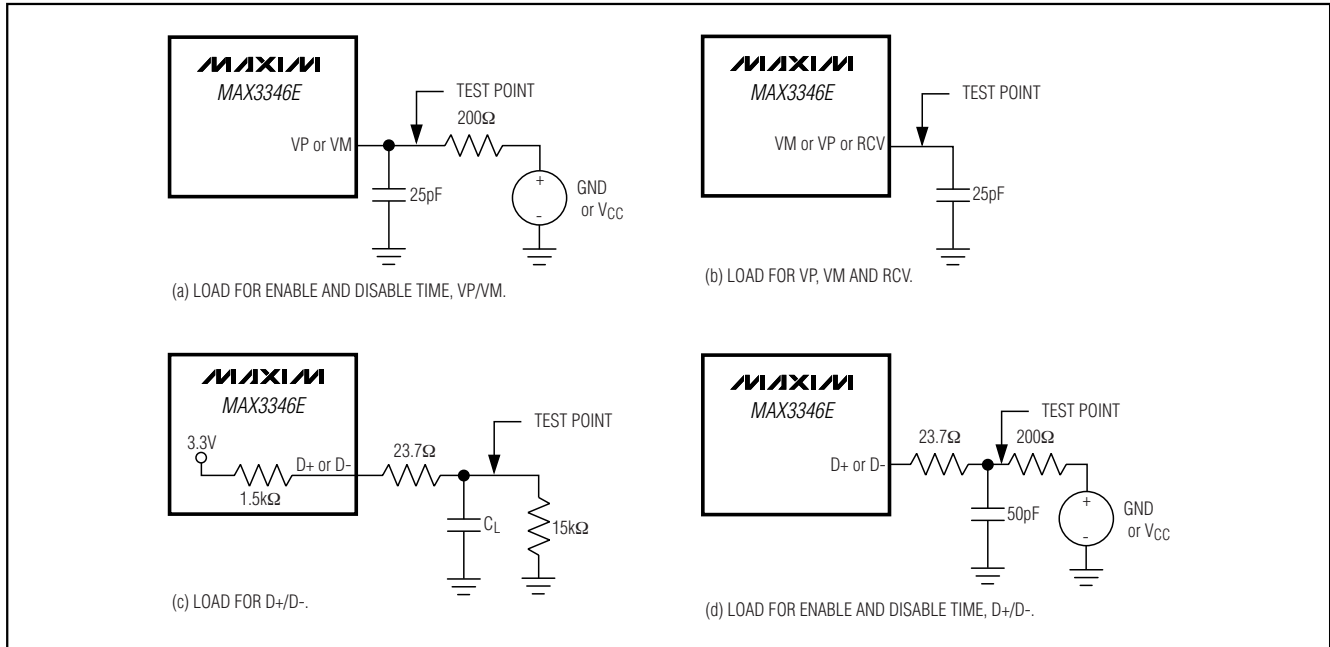 MAXIM
MAX3346E
TEST POINT
200Ω
VP or VM
25pF
+
-
GND
or VCC
(a) LOAD FOR ENABLE AND DISABLE TIME, VP/VM.
MAXIM
MAX3346E
TEST POINT
VM or VP or RCV
25pF
(b) LOAD FOR VP, VM AND RCV.
MAXIM
MAX3346E
3.3V
1.5kΩ
D+ or D-
23.7Ω
TEST POINT
CL
15kΩ
(c) LOAD FOR D+/D-.
MAXIM
MAX3346E
D+ or D-
23.7Ω
TEST POINT
200Ω
50pF
+
-
GND
or VCC
(d) LOAD FOR ENABLE AND DISABLE TIME, D+/D-.